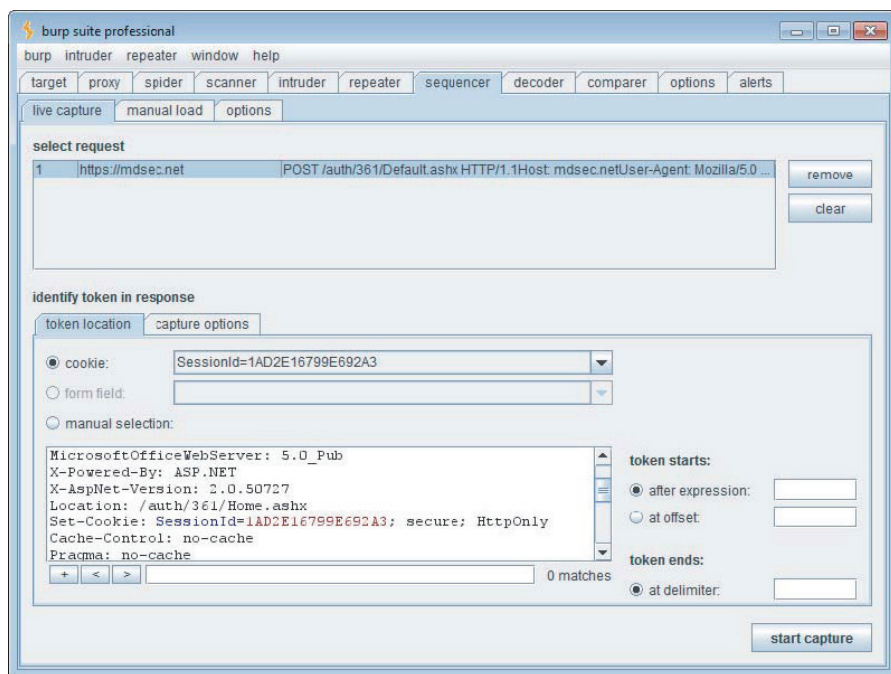 burp suite professional
burp intruder repeater window help
target proxy spider scanner intruder repeater sequencer decoder comparer options alerts
live capture manual load options
select request
1 https://mdsec.net POST /auth/361/Default.ashx HTTP/1.1Host: mdsec.netUser-Agent: Mozilla/5.0 ...
remove
clear
identify token in response
token location capture options
cookie: SessionId=1AD2E16799E692A3
form field:
manual selection:
MicrosoftOfficeWebServer: 5.0_Pub
X-Powered-By: ASP.NET
X-AspNet-Version: 2.0.50727
Location: /auth/361/Home.ashx
Set-Cookie: SessionId=1AD2E16799E692A3; secure; HttpOnly
Cache-Control: no-cache
Pragma: no-cache
+ < > 0 matches
token starts:
after expression:
at offset:
token ends:
at delimiter:
start capture